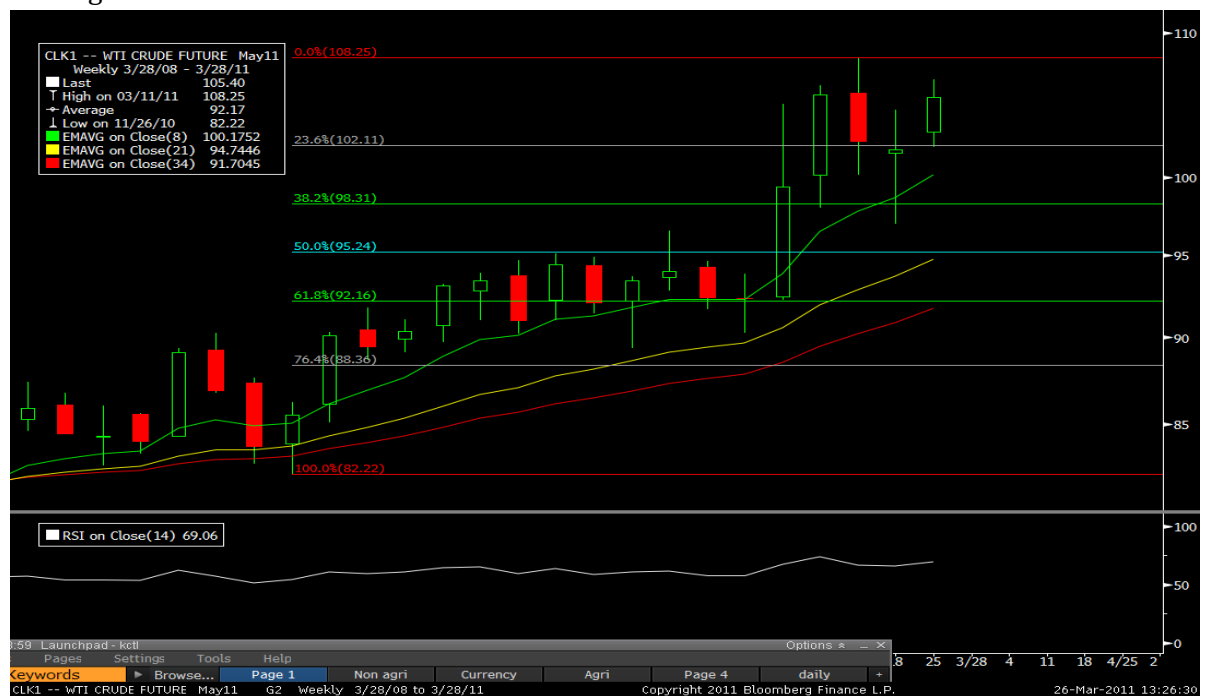 110
0.0%(108.25)
CLK1 -- WTI CRUDE FUTURE May11
Weekly 3/28/08 - 3/28/11
Last 105.40
High on 03/11/11 108.25
Average 92.17
Low on 11/26/10 82.22
EMAVG on Close(8) 100.1752
EMAVG on Close(21) 94.7446
EMAVG on Close(34) 91.7045
23.6%(102.11)
100
38.2%(98.31)
50.0%(95.24)
95
61.8%(92.16)
90
76.4%(88.36)
85
100.0%(82.22)
100
RSI on Close(14) 69.06
50
0
:59 Launchpad - kctl Options
Pages Settings Tools Help
8 25 3/28 4 11 18 4/25 2
Keywords Browse... Page 1 Non agri Currency Agri Page 4 daily +
CLK1 -- WTI CRUDE FUTURE May11 G2 Weekly 3/28/08 to 3/28/11 Copyright 2011 Bloomberg Finance L.P. 26-Mar-2011 13:26:30